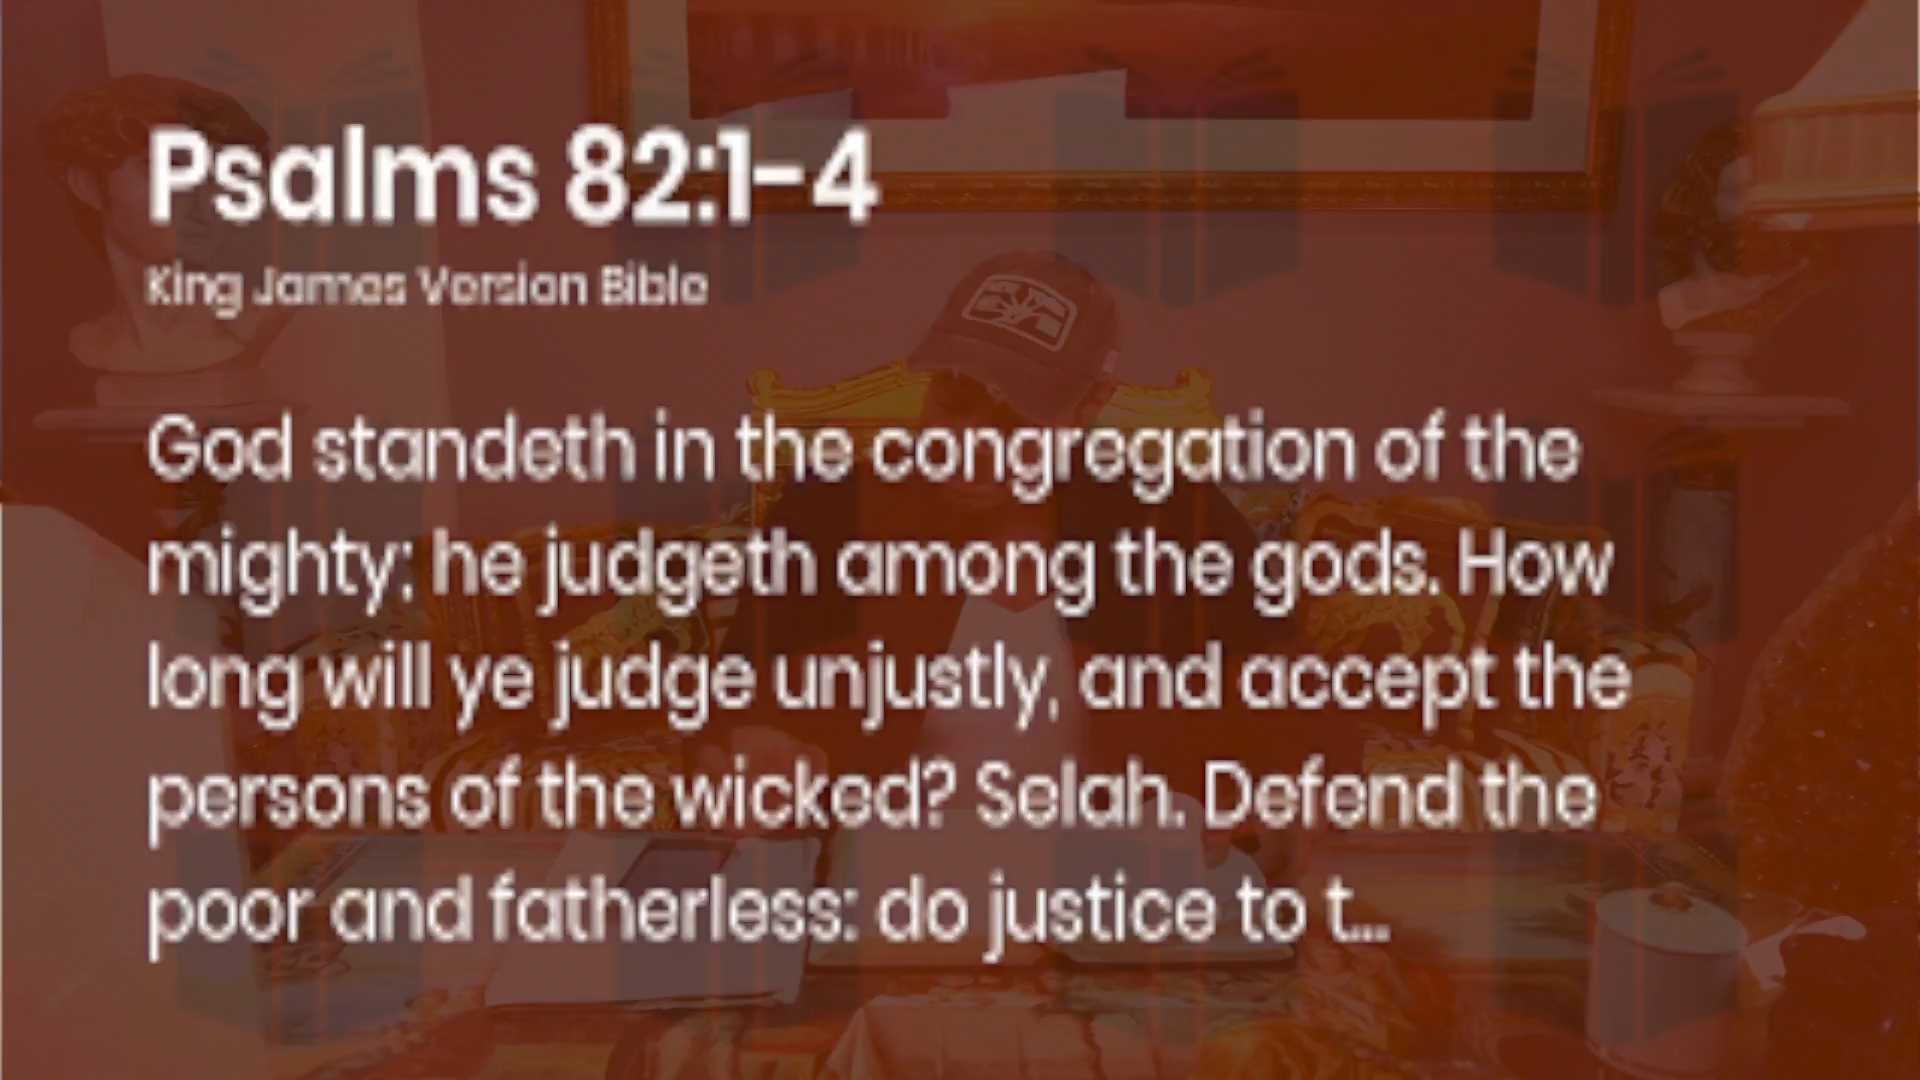 Psalms 82:1-4
King James Version Bible
God standeth in the congregation of the
mighty; he judgeth among the gods. How
long will ye judge unjustly, and accept the
persons of the wicked? Selah. Defend the
poor and fatherless: do justice to t...